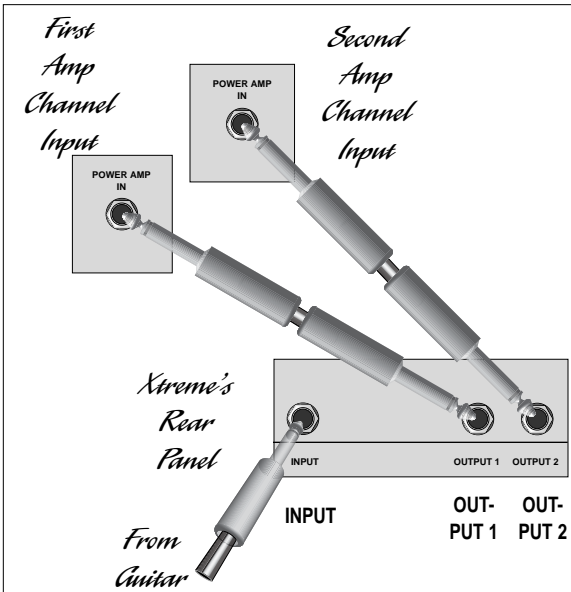 First
Amp
Channel
Input
Second
Amp
Channel
Input
POWER AMP
IN
POWER AMP
IN
Xtreme's
Rear
Panel
INPUT
OUTPUT 1
OUTPUT 2
INPUT
OUT-
PUT 1
OUT-
PUT 2
From
Guitar